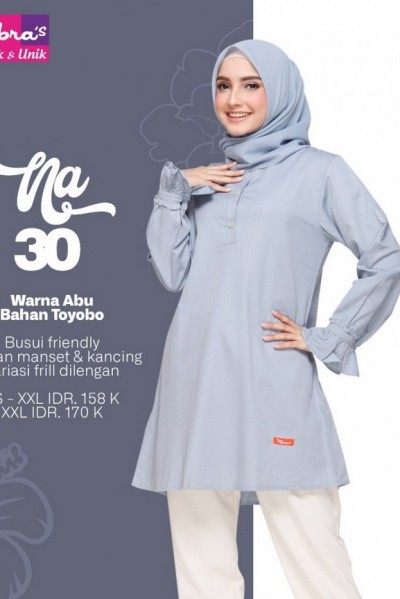 bra's
k & Unik
Na
30
Warna Abu
Bahan Toyobo
Busui friendly
an manset & kancing
ariasi frill dilengan
S - XXL IDR. 158 K
XXL IDR. 170 K